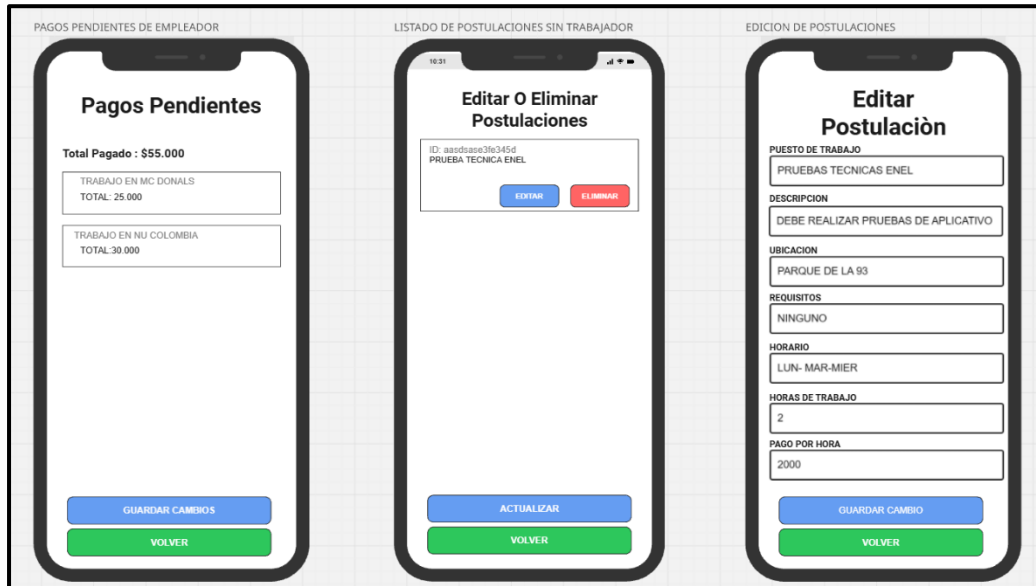 PAGOS PENDIENTES DE EMPLEADOR
Pagos Pendientes
Total Pagado : $55.000
TRABAJO EN MC DONALS
TOTAL: 25.000
TRABAJO EN NU COLOMBIA
TOTAL:30.000
GUARDAR CAMBIOS
VOLVER
LISTADO DE POSTULACIONES SIN TRABAJADOR
10:31
Editar O Eliminar
Postulaciones
ID: aasdsase3fe345d
PRUEBA TECNICA ENEL
EDITAR
ELIMINAR
ACTUALIZAR
VOLVER
EDICION DE POSTULACIONES
Editar
Postulaciòn
PUESTO DE TRABAJO
PRUEBAS TECNICAS ENEL
DESCRIPCION
DEBE REALIZAR PRUEBAS DE APLICATIVO
UBICACION
PARQUE DE LA 93
REQUISITOS
NINGUNO
HORARIO
LUN- MAR-MIER
HORAS DE TRABAJO
2
PAGO POR HORA
2000
GUARDAR CAMBIO
VOLVER